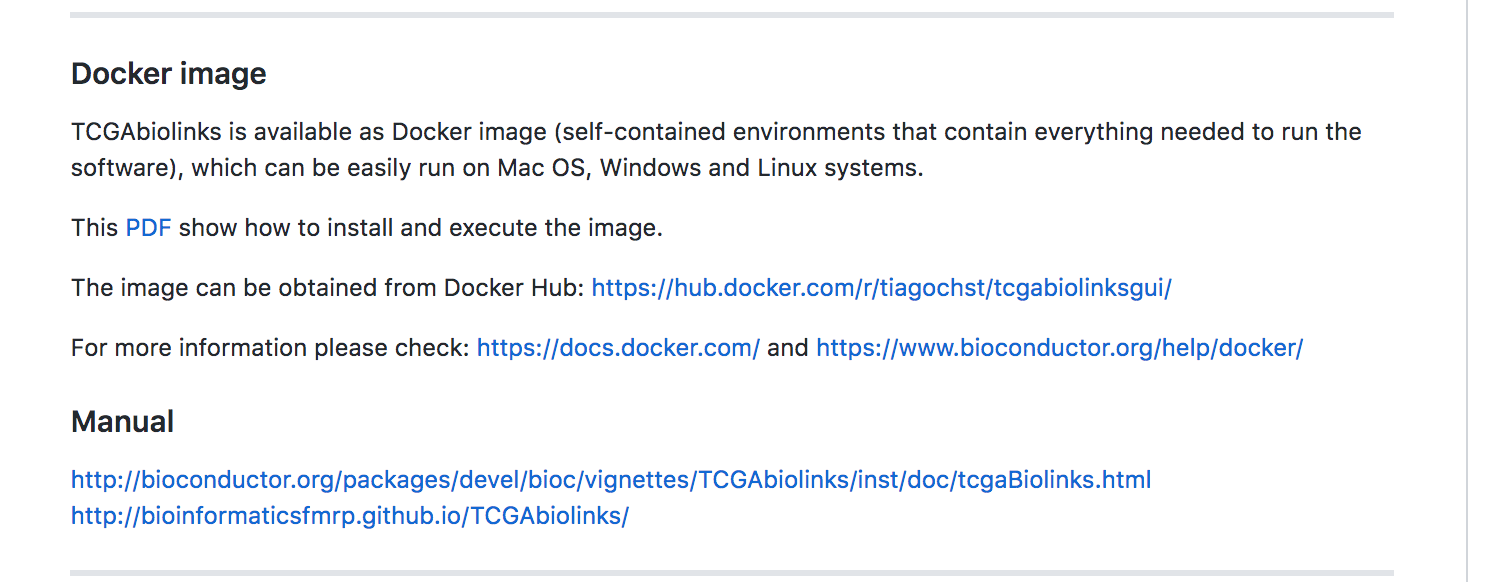 Docker image
TCGAbiolinks is available as Docker image (self-contained environments that contain everything needed to run the
software), which can be easily run on Mac OS, Windows and Linux systems.
This PDF show how to install and execute the image.
The image can be obtained from Docker Hub: https://hub.docker.com/r/tiagochst/tcgabiolinksgui/
For more information please check: https://docs.docker.com/ and https://www.bioconductor.org/help/docker/
Manual
http://bioconductor.org/packages/devel/bioc/vignettes/TCGAbiolinks/inst/doc/tcgaBiolinks.html
http://bioinformaticsfmrp.github.io/TCGAbiolinks/